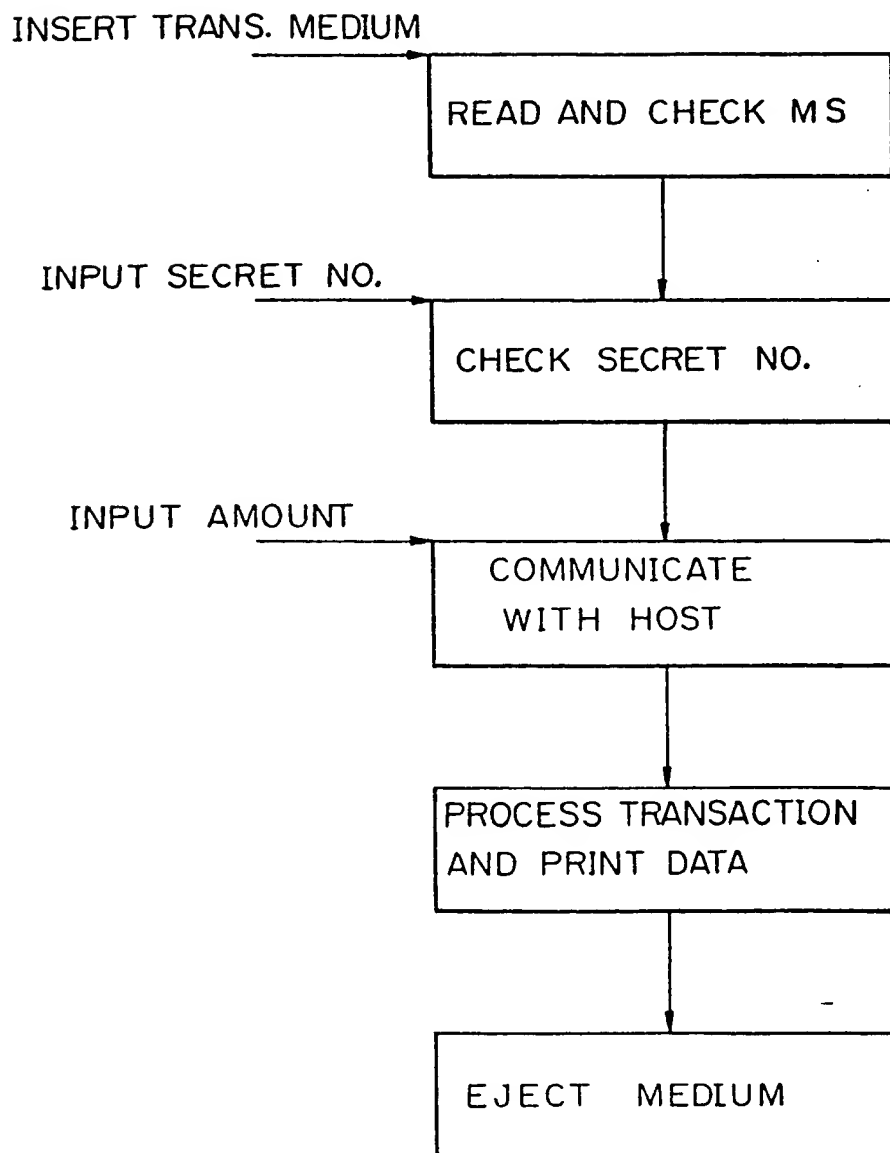 INSERT TRANS. MEDIUM
READ AND CHECK MS
INPUT SECRET NO.
CHECK SECRET NO.
INPUT AMOUNT
COMMUNICATE
WITH HOST
PROCESS TRANSACTION
AND PRINT DATA
EJECT MEDIUM